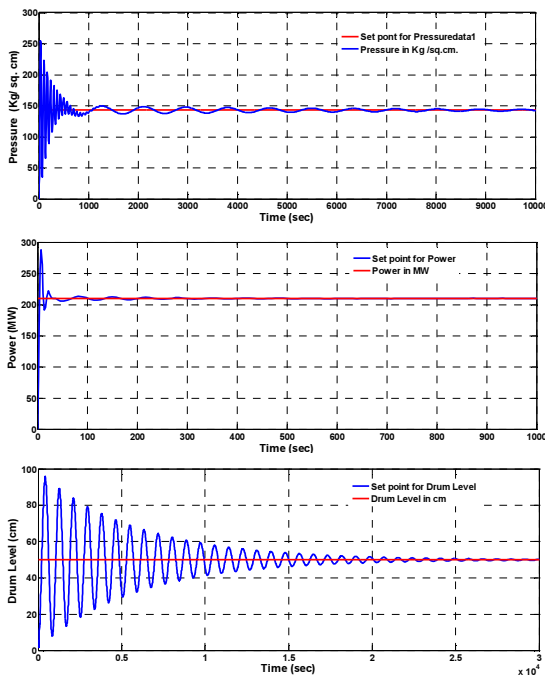 300
250
200
150
100
50
0
Pressure (Kg/ sq. cm)
Set pont for Pressuredata1
Pressure in Kg /sq.cm.
0 1000 2000 3000 4000 5000 6000 7000 8000 9000 10000
Time (sec)
300
250
200
150
100
50
0
Power (MW)
Set point for Power
Power in MW
0 100 200 300 400 500 600 700 800 900 1000
Time (sec)
100
80
60
40
20
0
Drum Level (cm)
Set point for Drum Level
Drum Level in cm
0 0.5 1 1.5 2 2.5 3
Time (sec)
x 10⁴